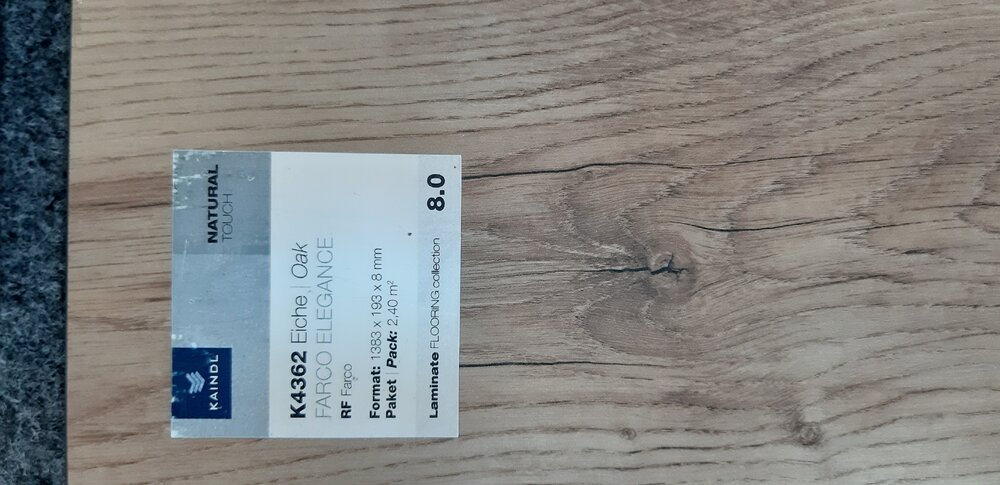 KAINDL
NATURAL
TOUCH
K4362 Eiche | Oak
FARCO ELEGANCE
RF Farco
Format: 1383 x 193 x 8 mm
Paket | Pack: 2,40 m²
Laminate FLOORING collection 8.0